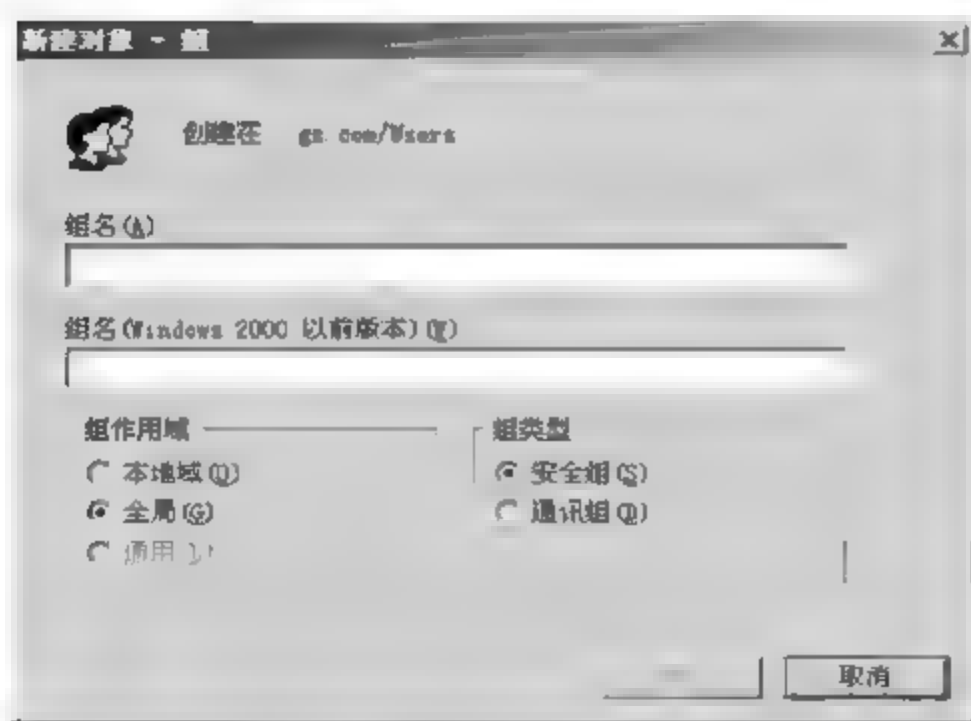 新建对象 - 组
创建在 gz.com/Users
组名(A)
组名(Windows 2000 以前版本)(W)
组作用域
本地域(O)
全局(G)
通用
组类型
安全组(S)
通讯组(D)
取消